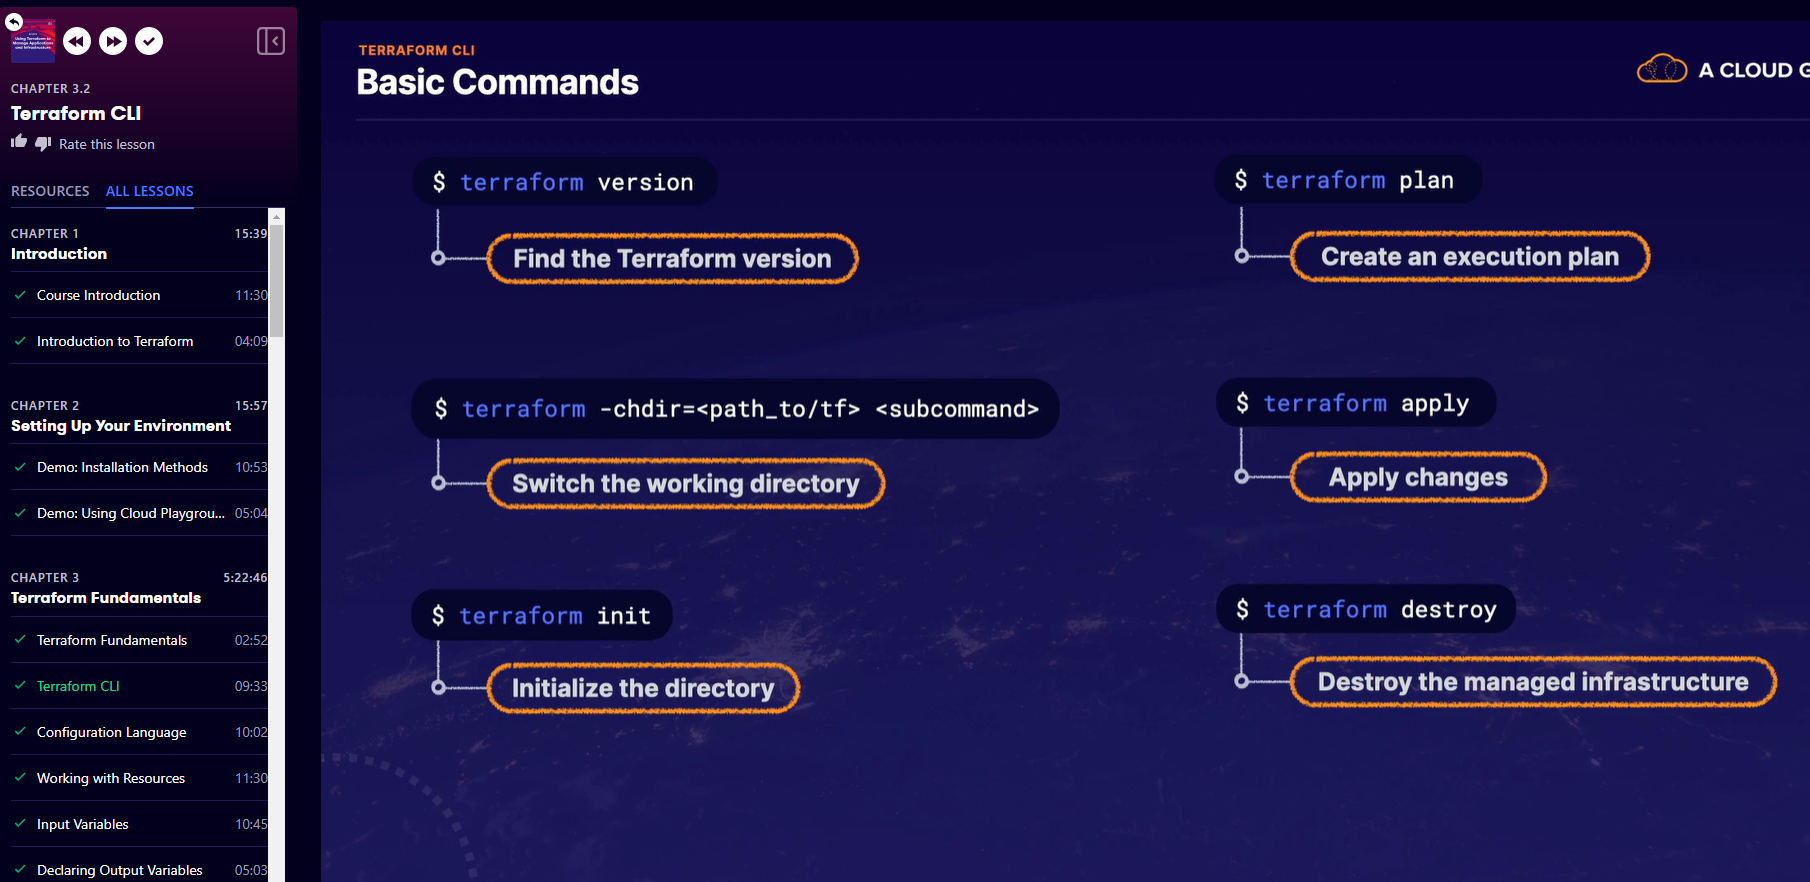 CHAPTER 3.2
Terraform CLI
Rate this lesson
RESOURCES ALL LESSONS
CHAPTER 1 15:39
Introduction
Course Introduction 11:30
Introduction to Terraform 04:09
CHAPTER 2 15:57
Setting Up Your Environment
Demo: Installation Methods 10:53
Demo: Using Cloud Playgrou... 05:04
CHAPTER 3 5:22:46
Terraform Fundamentals
Terraform Fundamentals 02:52
Terraform CLI 09:33
Configuration Language 10:02
Working with Resources 11:30
Input Variables 10:45
Declaring Output Variables 05:03
TERRAFORM CLI
Basic Commands
A CLOUD G
$ terraform version
Find the Terraform version
$ terraform -chdir=<path_to/tf> <subcommand>
Switch the working directory
$ terraform init
Initialize the directory
$ terraform plan
Create an execution plan
$ terraform apply
Apply changes
$ terraform destroy
Destroy the managed infrastructure